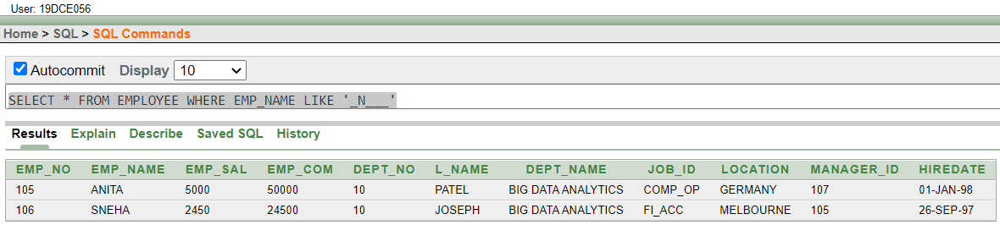 User: 19DCE056
Home > SQL > SQL Commands
Autocommit Display 10
SELECT * FROM EMPLOYEE WHERE EMP_NAME LIKE '_N___'
Results Explain Describe Saved SQL History
EMP_NO EMP_NAME EMP_SAL EMP_COM DEPT_NO L_NAME DEPT_NAME JOB_ID LOCATION MANAGER_ID HIREDATE
105 ANITA 5000 50000 10 PATEL BIG DATA ANALYTICS COMP_OP GERMANY 107 01-JAN-98
106 SNEHA 2450 24500 10 JOSEPH BIG DATA ANALYTICS FI_ACC MELBOURNE 105 26-SEP-97